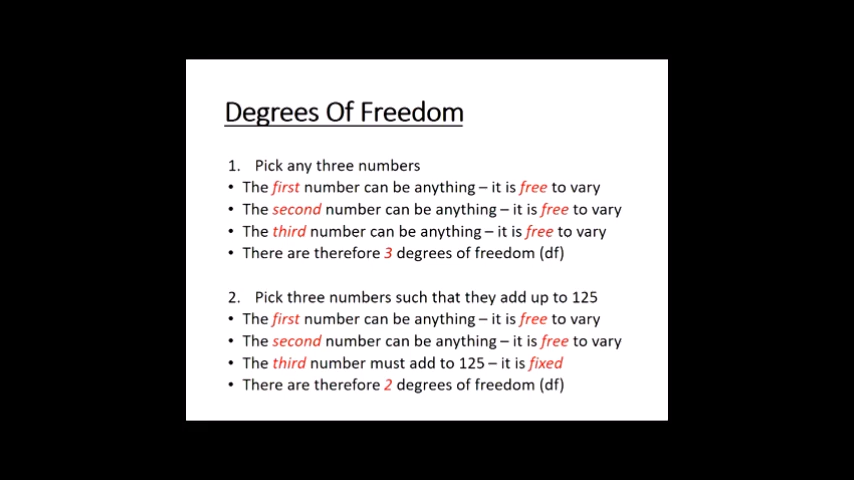 Degrees Of Freedom
1. Pick any three numbers
• The first number can be anything – it is free to vary
• The second number can be anything – it is free to vary
• The third number can be anything – it is free to vary
• There are therefore 3 degrees of freedom (df)
2. Pick three numbers such that they add up to 125
• The first number can be anything – it is free to vary
• The second number can be anything – it is free to vary
• The third number must add to 125 – it is fixed
• There are therefore 2 degrees of freedom (df)